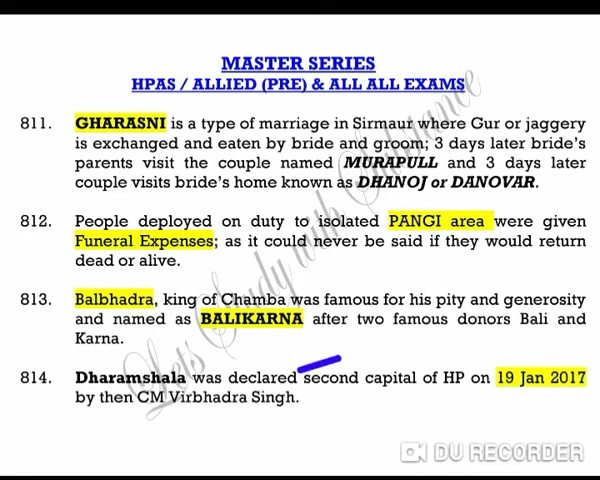 MASTER SERIES
HPAS / ALLIED (PRE) & ALL ALL EXAMS
811. GHARASNI is a type of marriage in Sirmaur where Gur or jaggery
is exchanged and eaten by bride and groom; 3 days later bride's
parents visit the couple named MURAPULL and 3 days later
couple visits bride's home known as DHANOJ or DANOVAR.
812. People deployed on duty to isolated PANGI area were given
Funeral Expenses; as it could never be said if they would return
dead or alive.
813. Balbhadra, king of Chamba was famous for his pity and generosity
and named as BALIKARNA after two famous donors Bali and
Karna.
814. Dharamshala was declared second capital of HP on 19 Jan 2017
by then CM Virbhadra Singh.
Lets Study with Substance
DU RECORDER